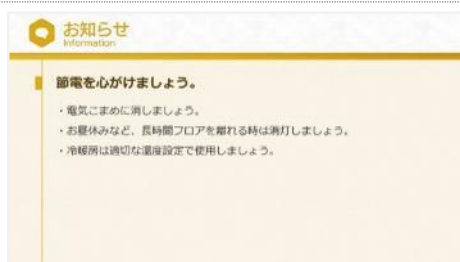 お知らせ
Information
節電を心がけましょう。
・電気こまめに消しましょう。
・お昼休みなど、長時間フロアを離れる時は消灯しましょう。
・冷暖房は適切な温度設定で使用しましょう。